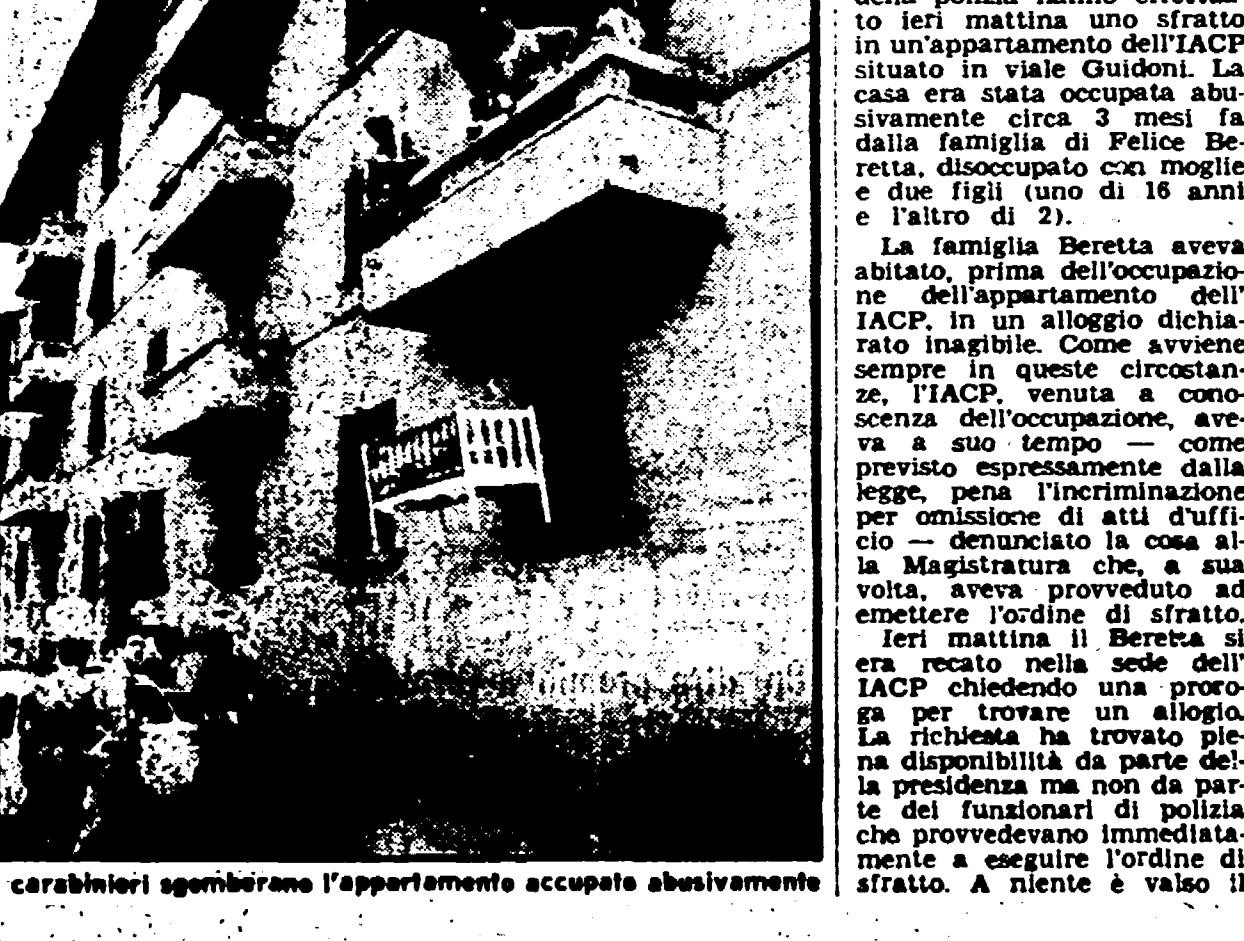 carabinieri sgomberano l'appartamento accupato abusivamente
della polizia hanno effettua-
to ieri mattina uno sfratto
in un'appartamento dell'IACP
situato in viale Guidoni. La
casa era stata occupata abu-
sivamente circa 3 mesi fa
dalla famiglia di Felice Be-
retta, disoccupato con moglie
e due figli (uno di 16 anni
e l'altro di 2).
La famiglia Beretta aveva
abitato, prima dell'occupazio-
ne dell'appartamento dell'
IACP, in un alloggio dichia-
rato inagibile. Come avviene
sempre in queste circostan-
ze, l'IACP, venuta a cono-
scenza dell'occupazione, ave-
va a suo tempo — come
previsto espressamente dalla
legge, pena l'incriminazione
per omissione di atti d'uffi-
cio — denunciato la cosa al-
la Magistratura che, a sua
volta, aveva provveduto ad
emettere l'ordine di sfratto.
Ieri mattina il Beretta si
era recato nella sede dell'
IACP chiedendo una proro-
ga per trovare un allogio.
La richiesta ha trovato pie-
na disponibilità da parte del-
la presidenza ma non da par-
te dei funzionari di polizia
che provvedevano immediata-
mente a eseguire l'ordine di
sfratto. A niente è valso il